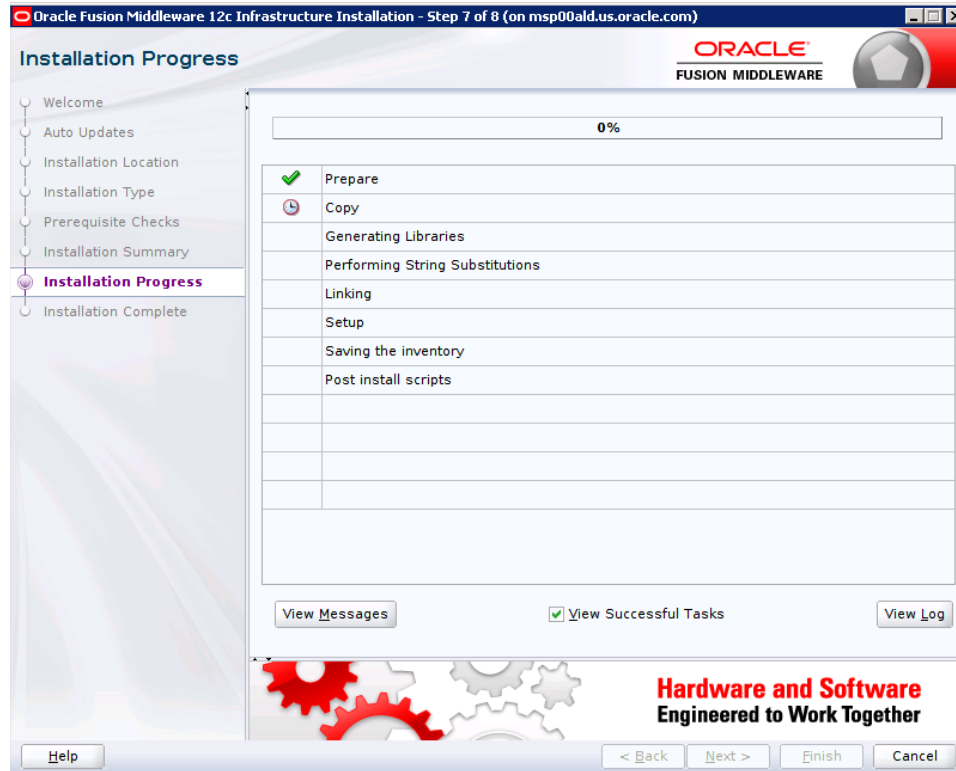 Oracle Fusion Middleware 12c Infrastructure Installation - Step 7 of 8 (on msp00ald.us.oracle.com)
Installation Progress
ORACLE
FUSION MIDDLEWARE
Welcome
Auto Updates
Installation Location
Installation Type
Prerequisite Checks
Installation Summary
Installation Progress
Installation Complete
0%
Prepare
Copy
Generating Libraries
Performing String Substitutions
Linking
Setup
Saving the inventory
Post install scripts
View Messages
View Successful Tasks
View Log
Hardware and Software
Engineered to Work Together
Help
< Back
Next >
Finish
Cancel